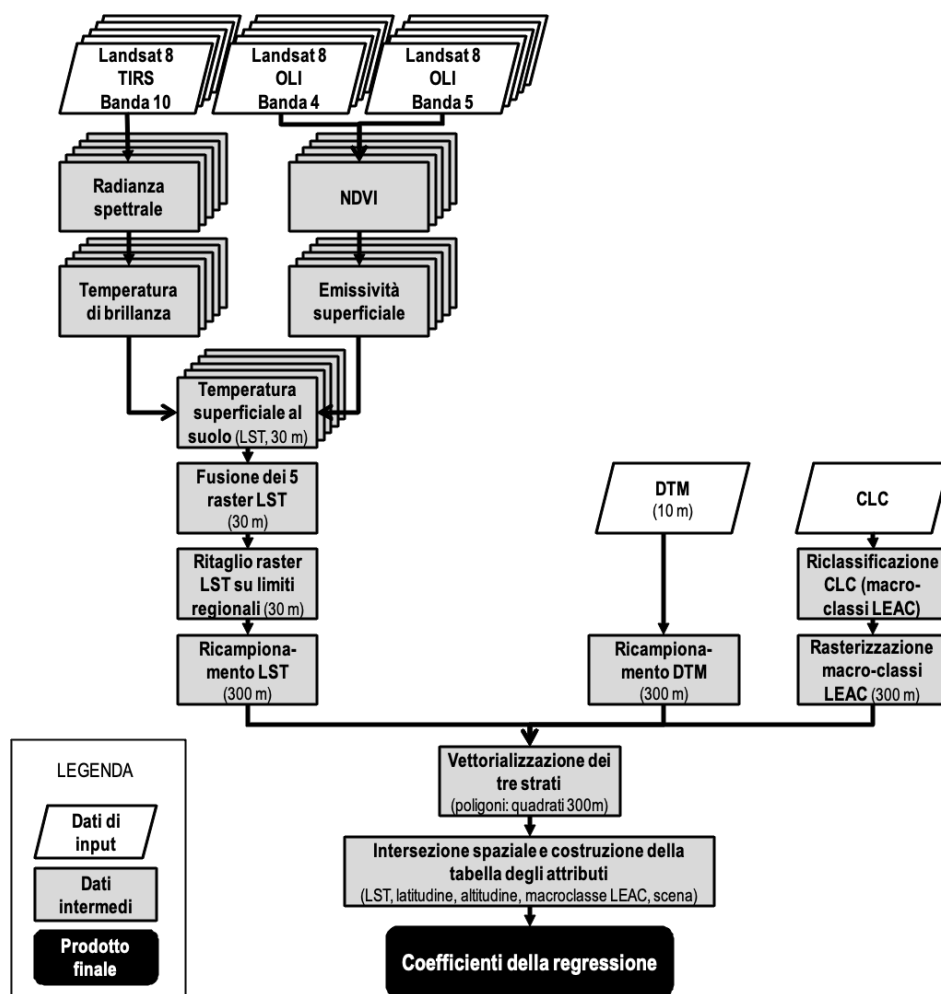 Landsat 8
TIRS
Banda 10
Landsat 8
OLI
Banda 4
Landsat 8
OLI
Banda 5
Radianza
spettrale
NDVI
Temperatura
di brillanza
Emissività
superficiale
Temperatura
superficiale al
suolo (LST, 30 m)
Fusione dei 5
raster LST
(30 m)
DTM
(10 m)
CLC
Ritaglio raster
LST su limiti
regionali (30 m)
Riclassificazione
CLC (macro-
classi LEAC)
Ricampiona-
mento LST
(300 m)
Ricampiona-
mento DTM
(300 m)
Rasterizzazione
macro-classi
LEAC (300 m)
Vettorializzazione dei
tre strati
(poligoni: quadrati 300m)
Intersezione spaziale e costruzione della
tabella degli attributi
(LST, latitudine, altitudine, macroclasse LEAC, scena)
Coefficienti della regressione
LEGENDA
Dati di
input
Dati
intermedi
Prodotto
finale